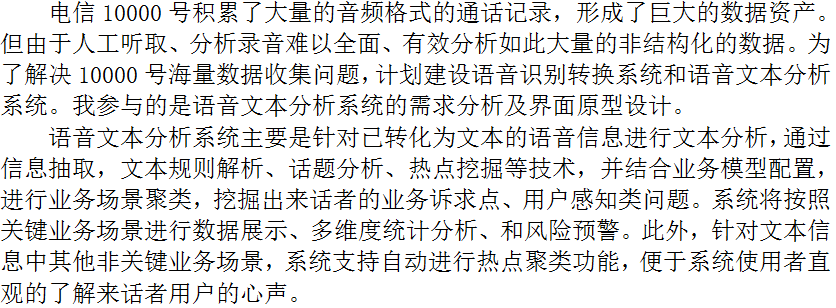 电信 10000 号积累了大量的音频格式的通话记录，形成了巨大的数据资产。
但由于人工听取、分析录音难以全面、有效分析如此大量的非结构化的数据。为
了解决 10000 号海量数据收集问题，计划建设语音识别转换系统和语音文本分析
系统。我参与的是语音文本分析系统的需求分析及界面原型设计。
语音文本分析系统主要是针对已转化为文本的语音信息进行文本分析，通过
信息抽取，文本规则解析、话题分析、热点挖掘等技术，并结合业务模型配置，
进行业务场景聚类，挖掘出来话者的业务诉求点、用户感知类问题。系统将按照
关键业务场景进行数据展示、多维度统计分析、和风险预警。此外，针对文本信
息中其他非关键业务场景，系统支持自动进行热点聚类功能，便于系统使用者直
观的了解来话者用户的心声。